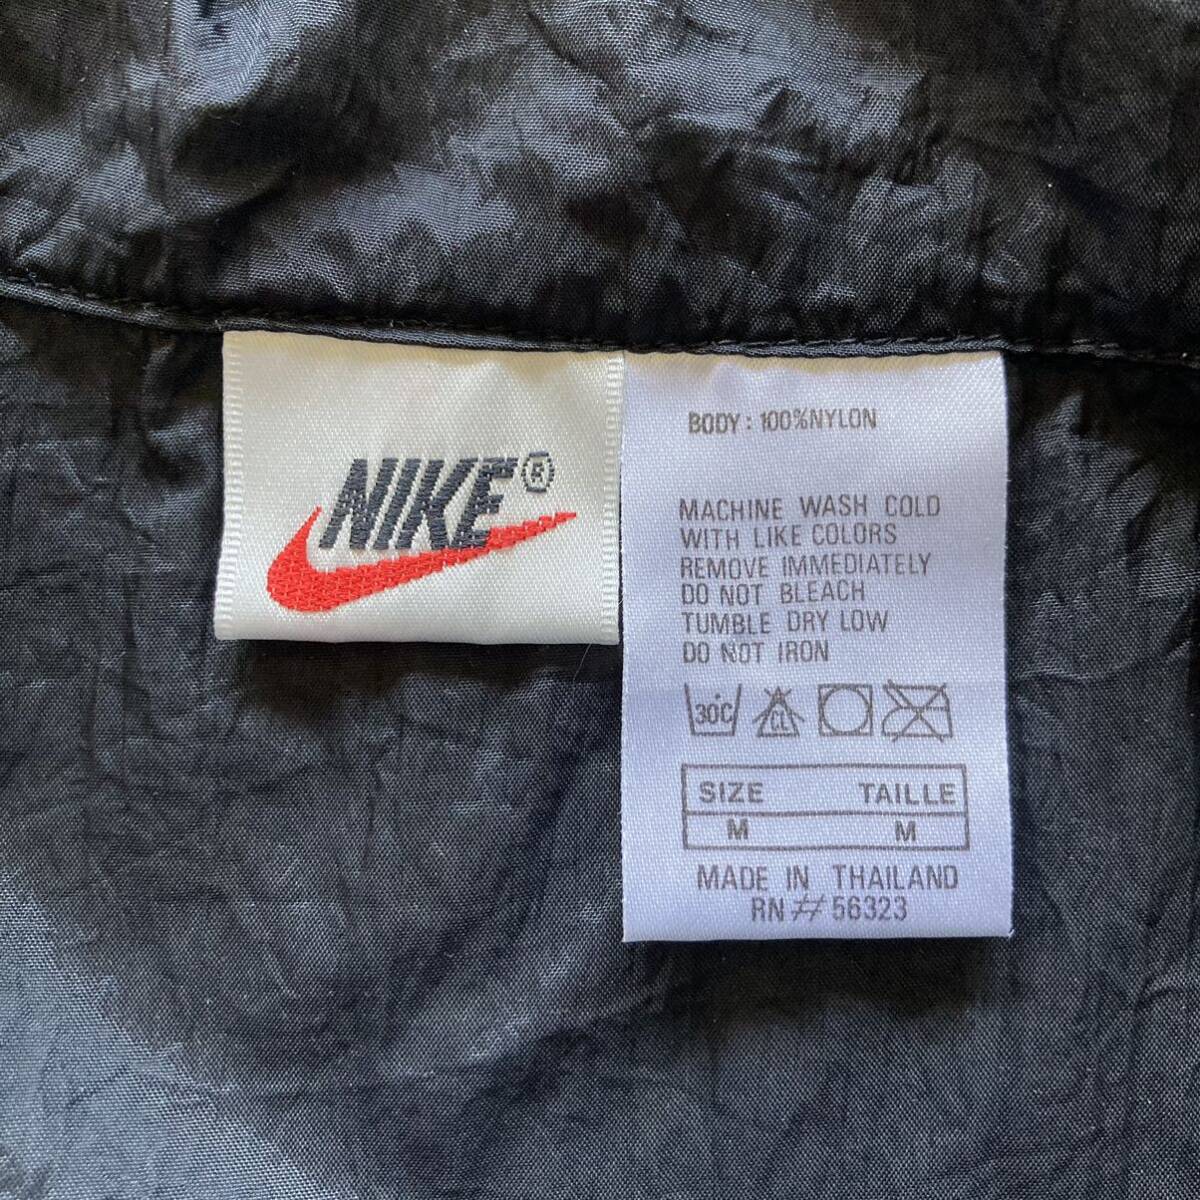 NIKE®
BODY: 100%NYLON
MACHINE WASH COLD
WITH LIKE COLORS
REMOVE IMMEDIATELY
DO NOT BLEACH
TUMBLE DRY LOW
DO NOT IRON
30C CL
SIZE TAILLE
M M
MADE IN THAILAND
RN# 56323